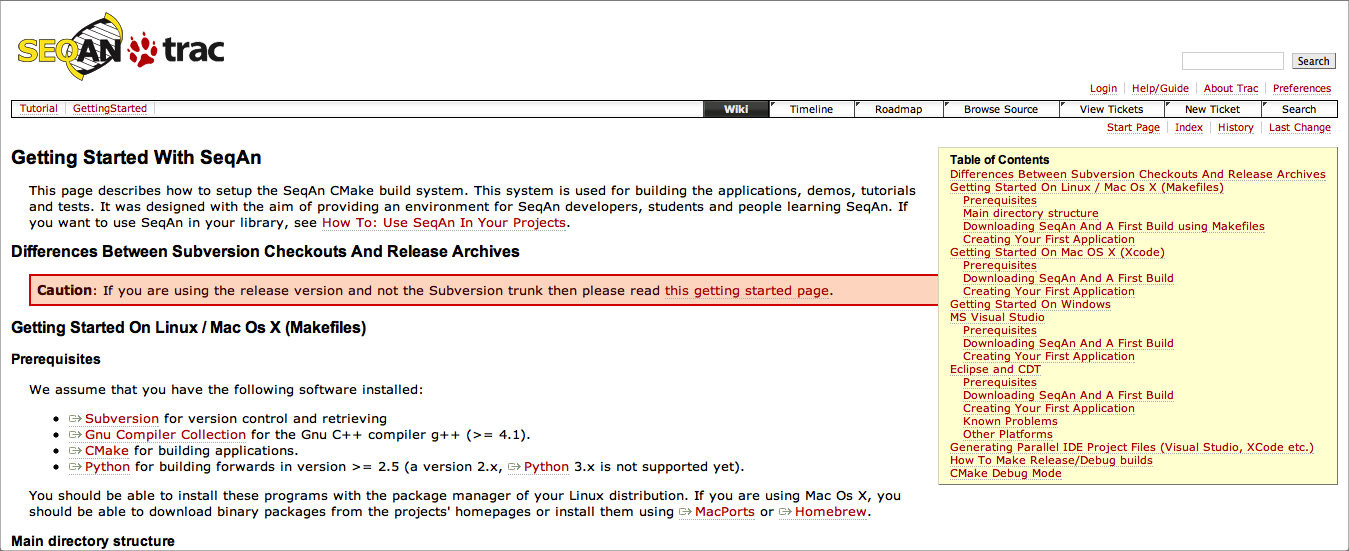 SEQAN trac
Search
Login Help/Guide About Trac Preferences
Tutorial GettingStarted Wiki Timeline Roadmap Browse Source View Tickets New Ticket Search
Start Page Index History Last Change
Getting Started With SeqAn
This page describes how to setup the SeqAn CMake build system. This system is used for building the applications, demos, tutorials
and tests. It was designed with the aim of providing an environment for SeqAn developers, students and people learning SeqAn. If
you want to use SeqAn in your library, see How To: Use SeqAn In Your Projects.
Differences Between Subversion Checkouts And Release Archives
Caution: If you are using the release version and not the Subversion trunk then please read this getting started page.
Getting Started On Linux / Mac Os X (Makefiles)
Prerequisites
We assume that you have the following software installed:
Subversion for version control and retrieving
Gnu Compiler Collection for the Gnu C++ compiler g++ (>= 4.1).
CMake for building applications.
Python for building forwards in version >= 2.5 (a version 2.x, Python 3.x is not supported yet).
You should be able to install these programs with the package manager of your Linux distribution. If you are using Mac Os X, you
should be able to download binary packages from the projects' homepages or install them using MacPorts or Homebrew.
Main directory structure
Table of Contents
Differences Between Subversion Checkouts And Release Archives
Getting Started On Linux / Mac Os X (Makefiles)
Prerequisites
Main directory structure
Downloading SeqAn And A First Build using Makefiles
Creating Your First Application
Getting Started On Mac OS X (Xcode)
Prerequisites
Downloading SeqAn And A First Build
Creating Your First Application
Getting Started On Windows
MS Visual Studio
Prerequisites
Downloading SeqAn And A First Build
Creating Your First Application
Eclipse and CDT
Prerequisites
Downloading SeqAn And A First Build
Creating Your First Application
Known Problems
Other Platforms
Generating Parallel IDE Project Files (Visual Studio, XCode etc.)
How To Make Release/Debug builds
CMake Debug Mode